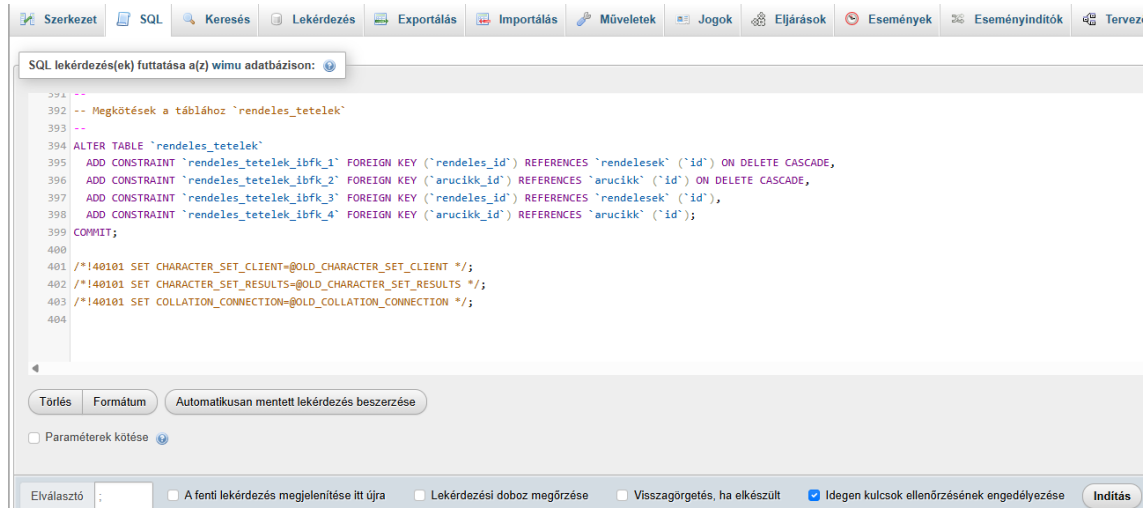 Szerkezet SQL Keresés Lekérdezés Exportálás Importálás Műveletek Jogok Eljárások Események Eseményindítók Terveze
SQL lekérdezés(ek) futtatása a(z) wimu adatbázison:
391 --
392 -- Megkötések a táblához `rendeles_tetelek`
393 --
394 ALTER TABLE `rendeles_tetelek`
395 ADD CONSTRAINT `rendeles_tetelek_ibfk_1` FOREIGN KEY (`rendeles_id`) REFERENCES `rendelesek` (`id`) ON DELETE CASCADE,
396 ADD CONSTRAINT `rendeles_tetelek_ibfk_2` FOREIGN KEY (`arucikk_id`) REFERENCES `arucikk` (`id`) ON DELETE CASCADE,
397 ADD CONSTRAINT `rendeles_tetelek_ibfk_3` FOREIGN KEY (`rendeles_id`) REFERENCES `rendelesek` (`id`),
398 ADD CONSTRAINT `rendeles_tetelek_ibfk_4` FOREIGN KEY (`arucikk_id`) REFERENCES `arucikk` (`id`);
399 COMMIT;
400
401 /*!40101 SET CHARACTER_SET_CLIENT=@OLD_CHARACTER_SET_CLIENT */;
402 /*!40101 SET CHARACTER_SET_RESULTS=@OLD_CHARACTER_SET_RESULTS */;
403 /*!40101 SET COLLATION_CONNECTION=@OLD_COLLATION_CONNECTION */;
404
Törlés Formátum Automatikusan mentett lekérdezés beszerzése
Paraméterek kötése
Elválasztó ; A fenti lekérdezés megjelenítése itt újra Lekérdezési doboz megőrzése Visszagörgetés, ha elkészült Idegen kulcsok ellenőrzésének engedélyezése Indítás